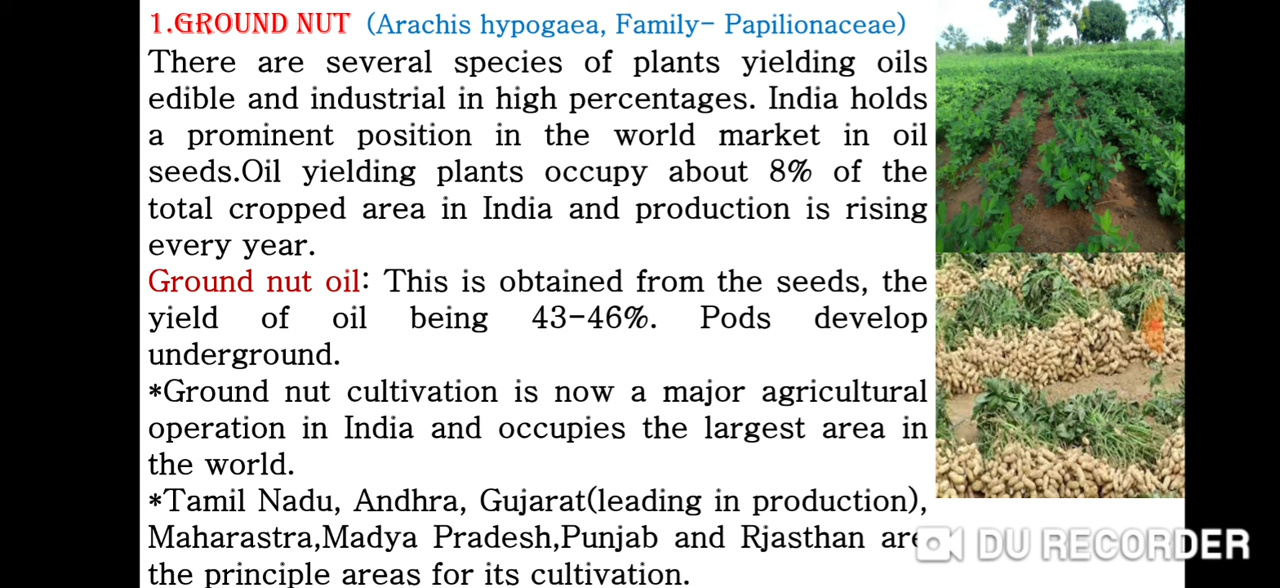 1.GROUND NUT (Arachis hypogaea, Family- Papilionaceae)
There are several species of plants yielding oils
edible and industrial in high percentages. India holds
a prominent position in the world market in oil
seeds.Oil yielding plants occupy about 8% of the
total cropped area in India and production is rising
every year.
Ground nut oil: This is obtained from the seeds, the
yield of oil being 43-46%. Pods develop
underground.
*Ground nut cultivation is now a major agricultural
operation in India and occupies the largest area in
the world.
*Tamil Nadu, Andhra, Gujarat(leading in production),
Maharastra,Madya Pradesh,Punjab and Rjasthan are
the principle areas for its cultivation.
DU RECORDER